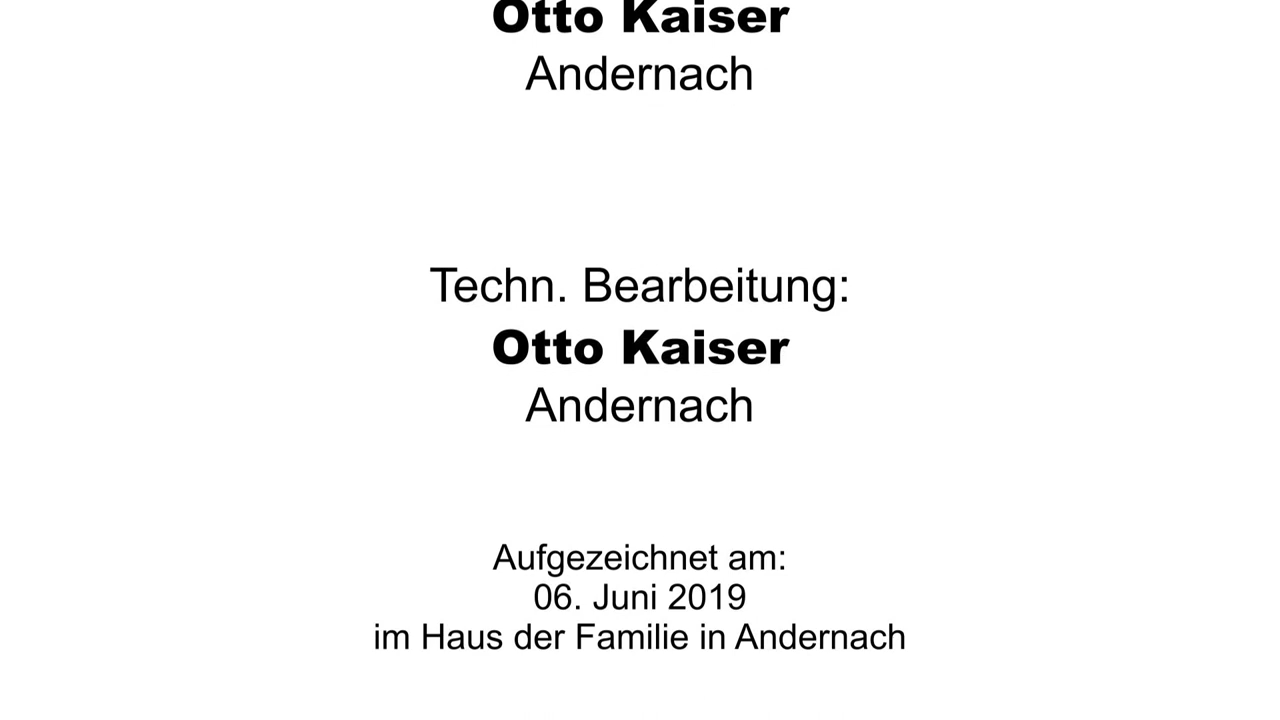 Otto Kaiser
Andernach
Techn. Bearbeitung:
Otto Kaiser
Andernach
Aufgezeichnet am:
06. Juni 2019
im Haus der Familie in Andernach